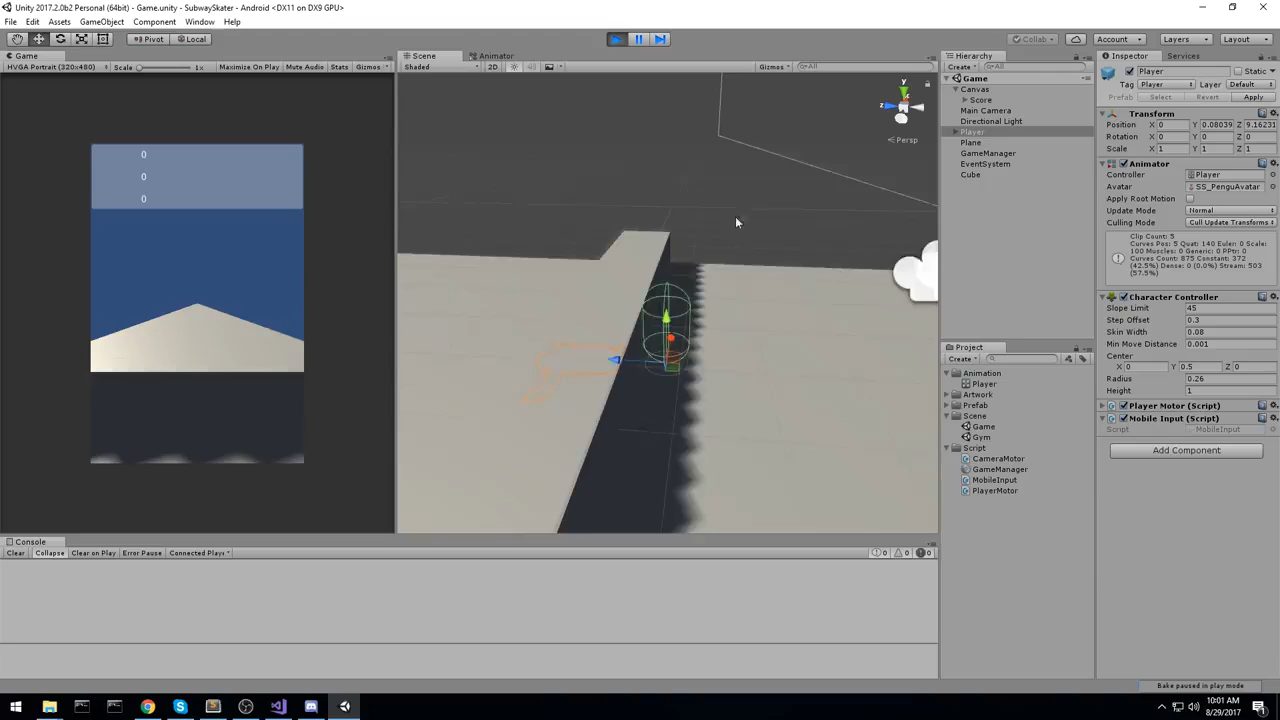 Unity 2017.2.0b2 Personal (64bit) - Game.unity - SubwaySkater - Android <DX11 on DX9 GPU>
File Edit Assets GameObject Component Window Help
Pivot Local Collab Account Layers Layout
Game Scene Animator Hierarchy Inspector Services
HVGA Portrait (320x480) Scale 1x Maximize On Play Mute Audio Stats Gizmos Shaded 2D Gizmos All Create All
Player Static
Tag Player Layer Default
Prefab Select Revert Apply
Game
Canvas
Score
Main Camera
Directional Light
Player
Plane
GameManager
EventSystem
Cube
Transform
Position X 0 Y 0.08039 Z 9.16231
Rotation X 0 Y 0 Z 0
Scale X 1 Y 1 Z 1
Animator
Controller Player
Avatar SS_PenguAvatar
Apply Root Motion
Update Mode Normal
Culling Mode Cull Update Transforms
Clip Count: 5
Curves Pos: 5 Quat: 140 Euler: 0 Scale: 100 Muscles: 0 Generic: 0 PPtr: 0
Curves Count: 875 Constant: 372 (42.5%) Dense: 0 (0.0%) Stream: 503 (57.5%)
Character Controller
Slope Limit 45
Step Offset 0.3
Skin Width 0.08
Min Move Distance 0.001
Center
X 0 Y 0.5 Z 0
Radius 0.26
Height 1
Player Motor (Script)
Mobile Input (Script)
Script MobileInput
Add Component
0
0
0
y
z
Persp
Project
Create
Animation
Player
Artwork
Prefab
Scene
Game
Gym
Script
CameraMotor
GameManager
MobileInput
PlayerMotor
Console
Clear Collapse Clear on Play Error Pause Connected Playe 0 0 0
Bake paused in play mode
10:01 AM
8/29/2017